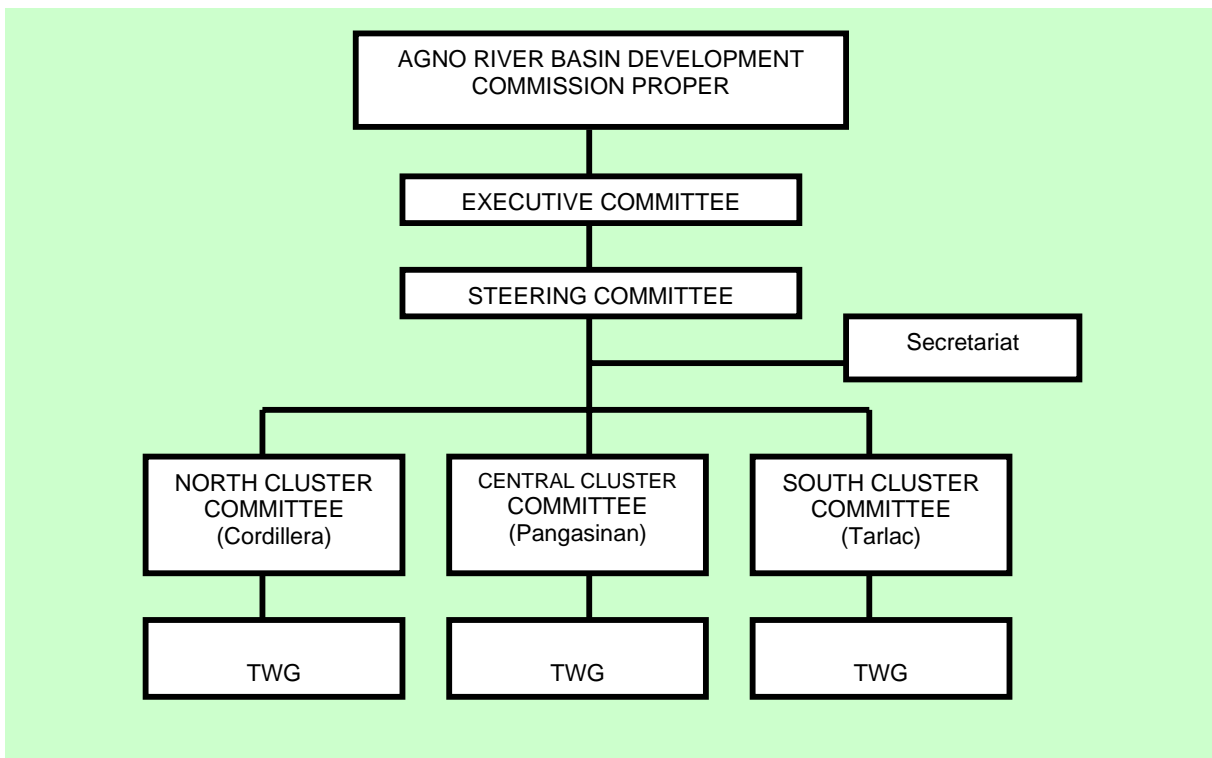 AGNO RIVER BASIN DEVELOPMENT
COMMISSION PROPER
EXECUTIVE COMMITTEE
STEERING COMMITTEE
Secretariat
NORTH CLUSTER
COMMITTEE
(Cordillera)
CENTRAL CLUSTER
COMMITTEE
(Pangasinan)
SOUTH CLUSTER
COMMITTEE
(Tarlac)
TWG
TWG
TWG